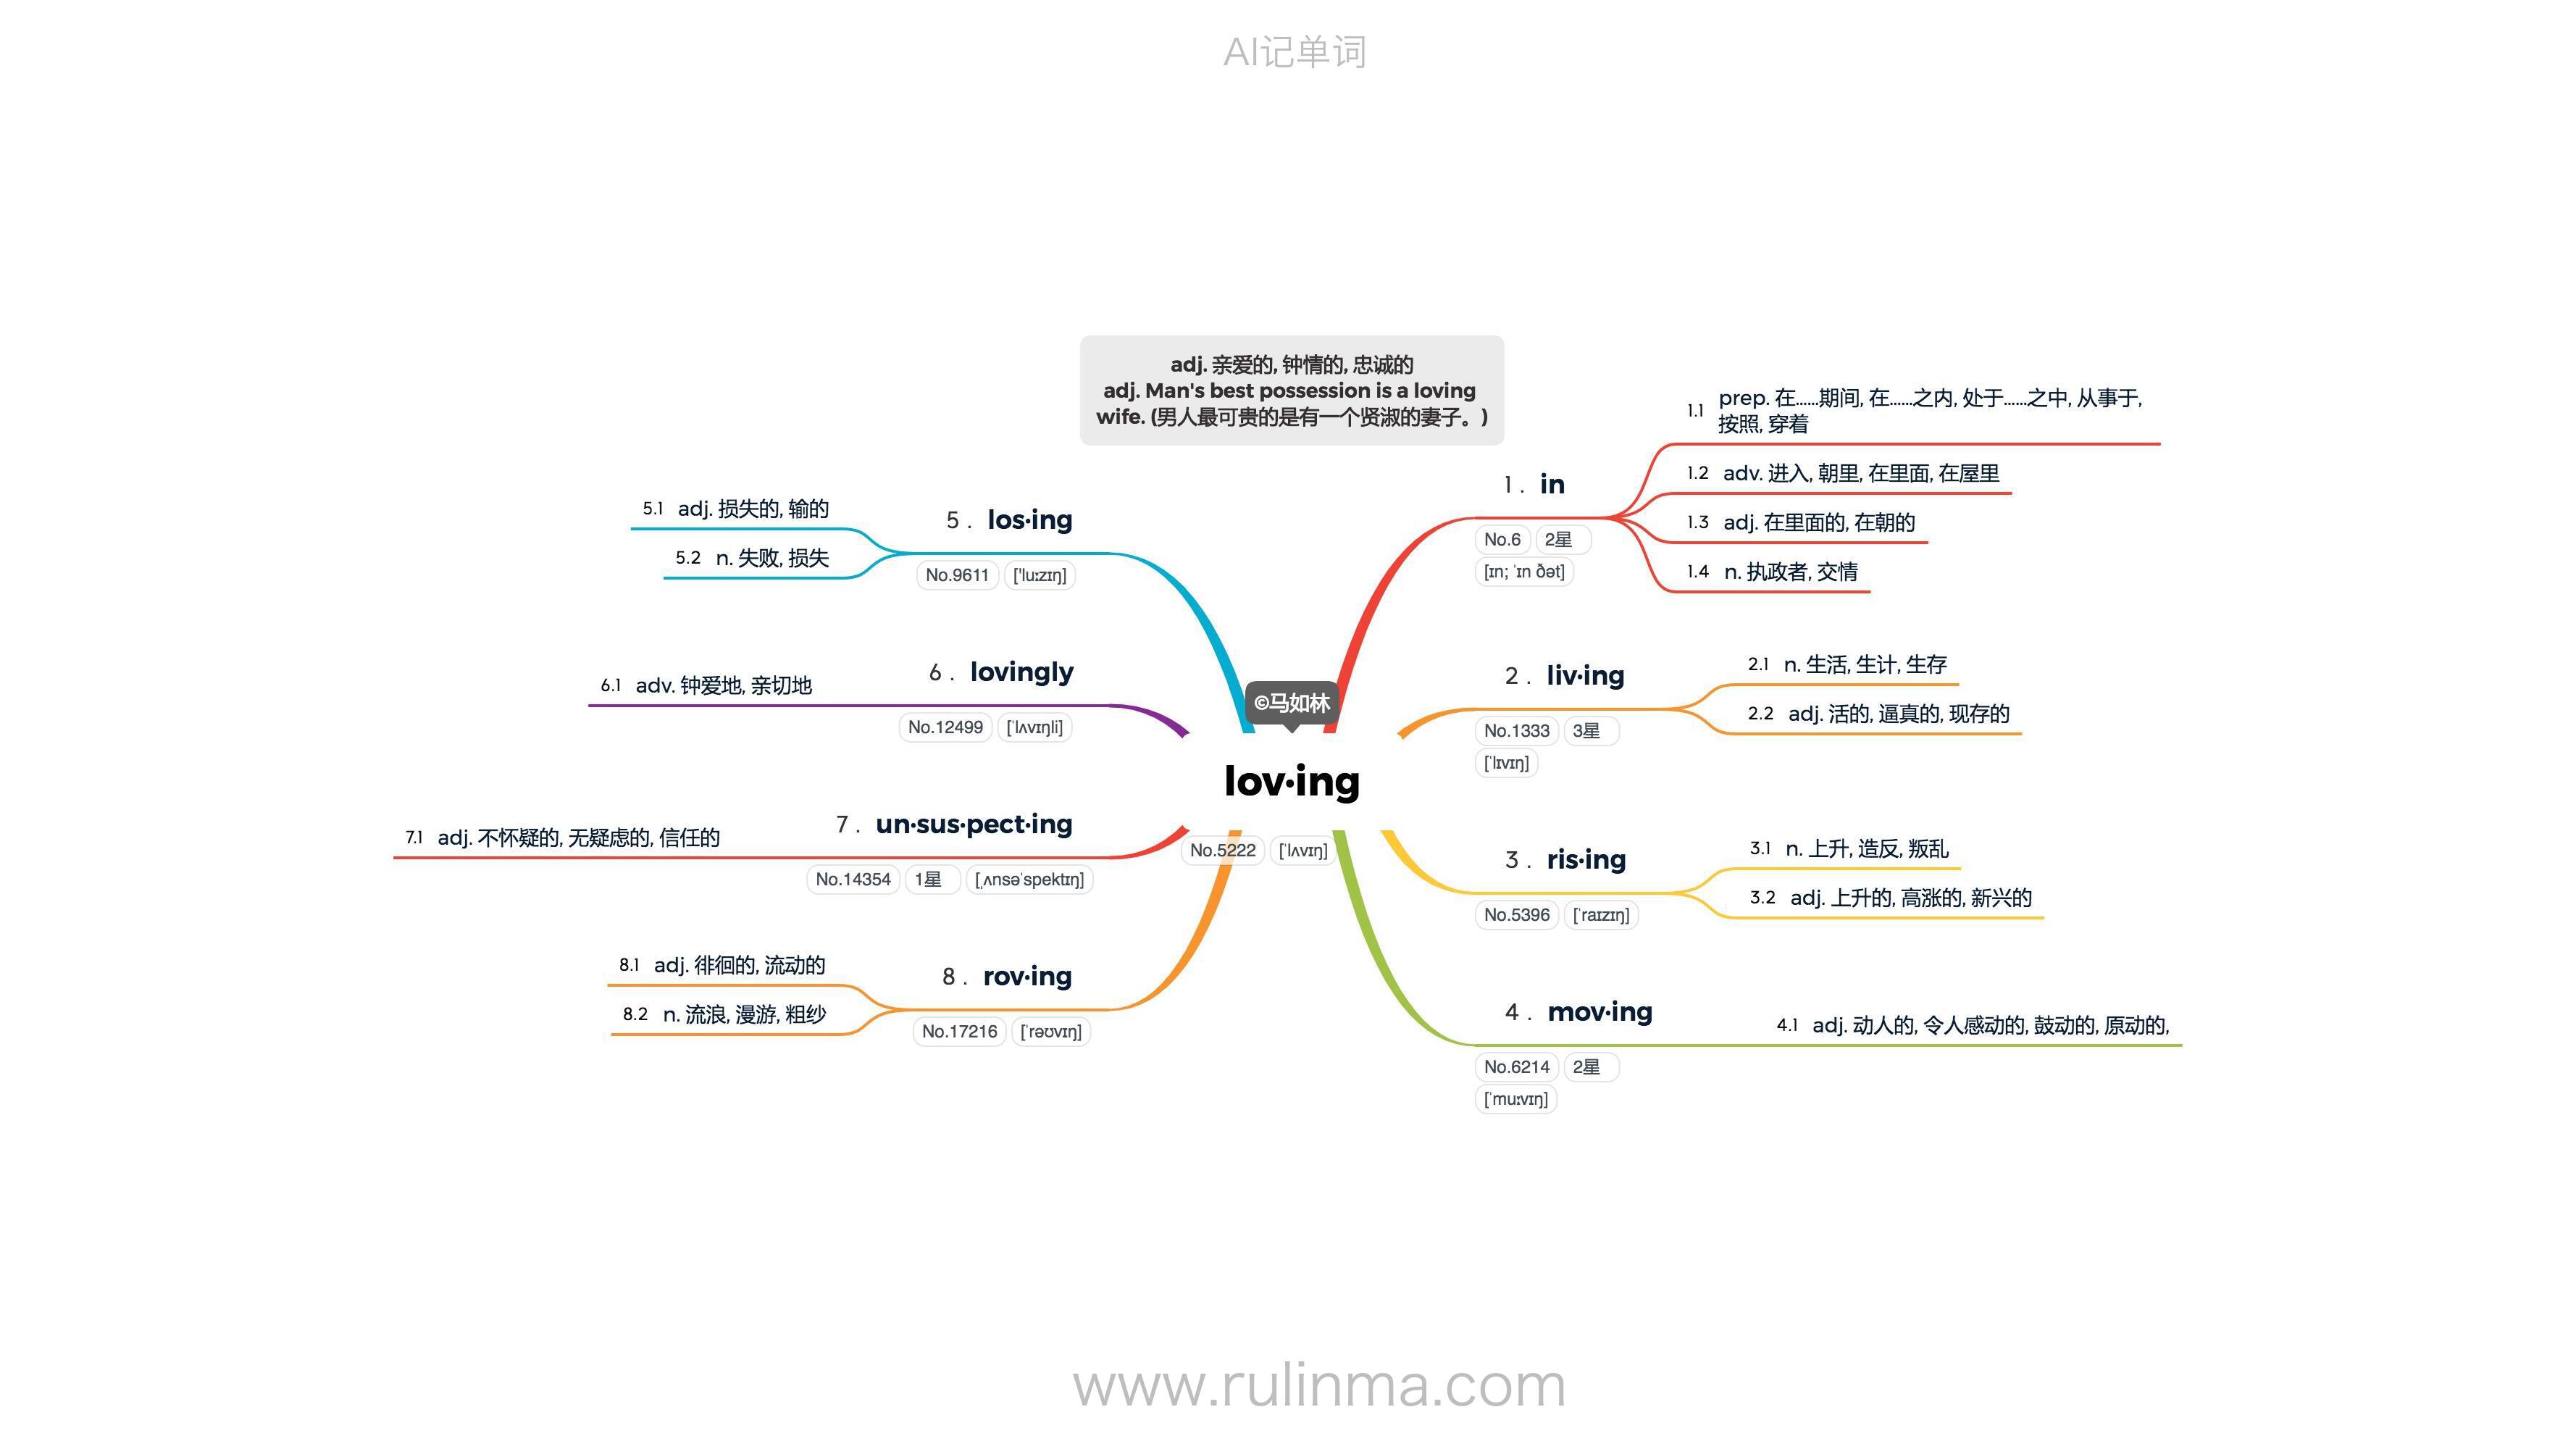 AI记单词
adj. 亲爱的, 钟情的, 忠诚的
adj. Man's best possession is a loving
wife. (男人最可贵的是有一个贤淑的妻子。)
©马如林
lov·ing
No.5222 [ˈlʌvɪŋ]
1 . in
No.6 2星
[ɪn; ˈɪn ðət]
1.1 prep. 在……期间, 在……之内, 处于……之中, 从事于,
按照, 穿着
1.2 adv. 进入, 朝里, 在里面, 在屋里
1.3 adj. 在里面的, 在朝的
1.4 n. 执政者, 交情
2 . liv·ing
No.1333 3星
[ˈlɪvɪŋ]
2.1 n. 生活, 生计, 生存
2.2 adj. 活的, 逼真的, 现存的
3 . ris·ing
No.5396 [ˈraɪzɪŋ]
3.1 n. 上升, 造反, 叛乱
3.2 adj. 上升的, 高涨的, 新兴的
4 . mov·ing
No.6214 2星
[ˈmuːvɪŋ]
4.1 adj. 动人的, 令人感动的, 鼓动的, 原动的,
5 . los·ing
No.9611 ['luːzɪŋ]
5.1 adj. 损失的, 输的
5.2 n. 失败, 损失
6 . lovingly
No.12499 [ˈlʌvɪŋli]
6.1 adv. 钟爱地, 亲切地
7 . un·sus·pect·ing
No.14354 1星 [ˌʌnsəˈspektɪŋ]
7.1 adj. 不怀疑的, 无疑虑的, 信任的
8 . rov·ing
No.17216 [ˈrəʊvɪŋ]
8.1 adj. 徘徊的, 流动的
8.2 n. 流浪, 漫游, 粗纱
www.rulinma.com